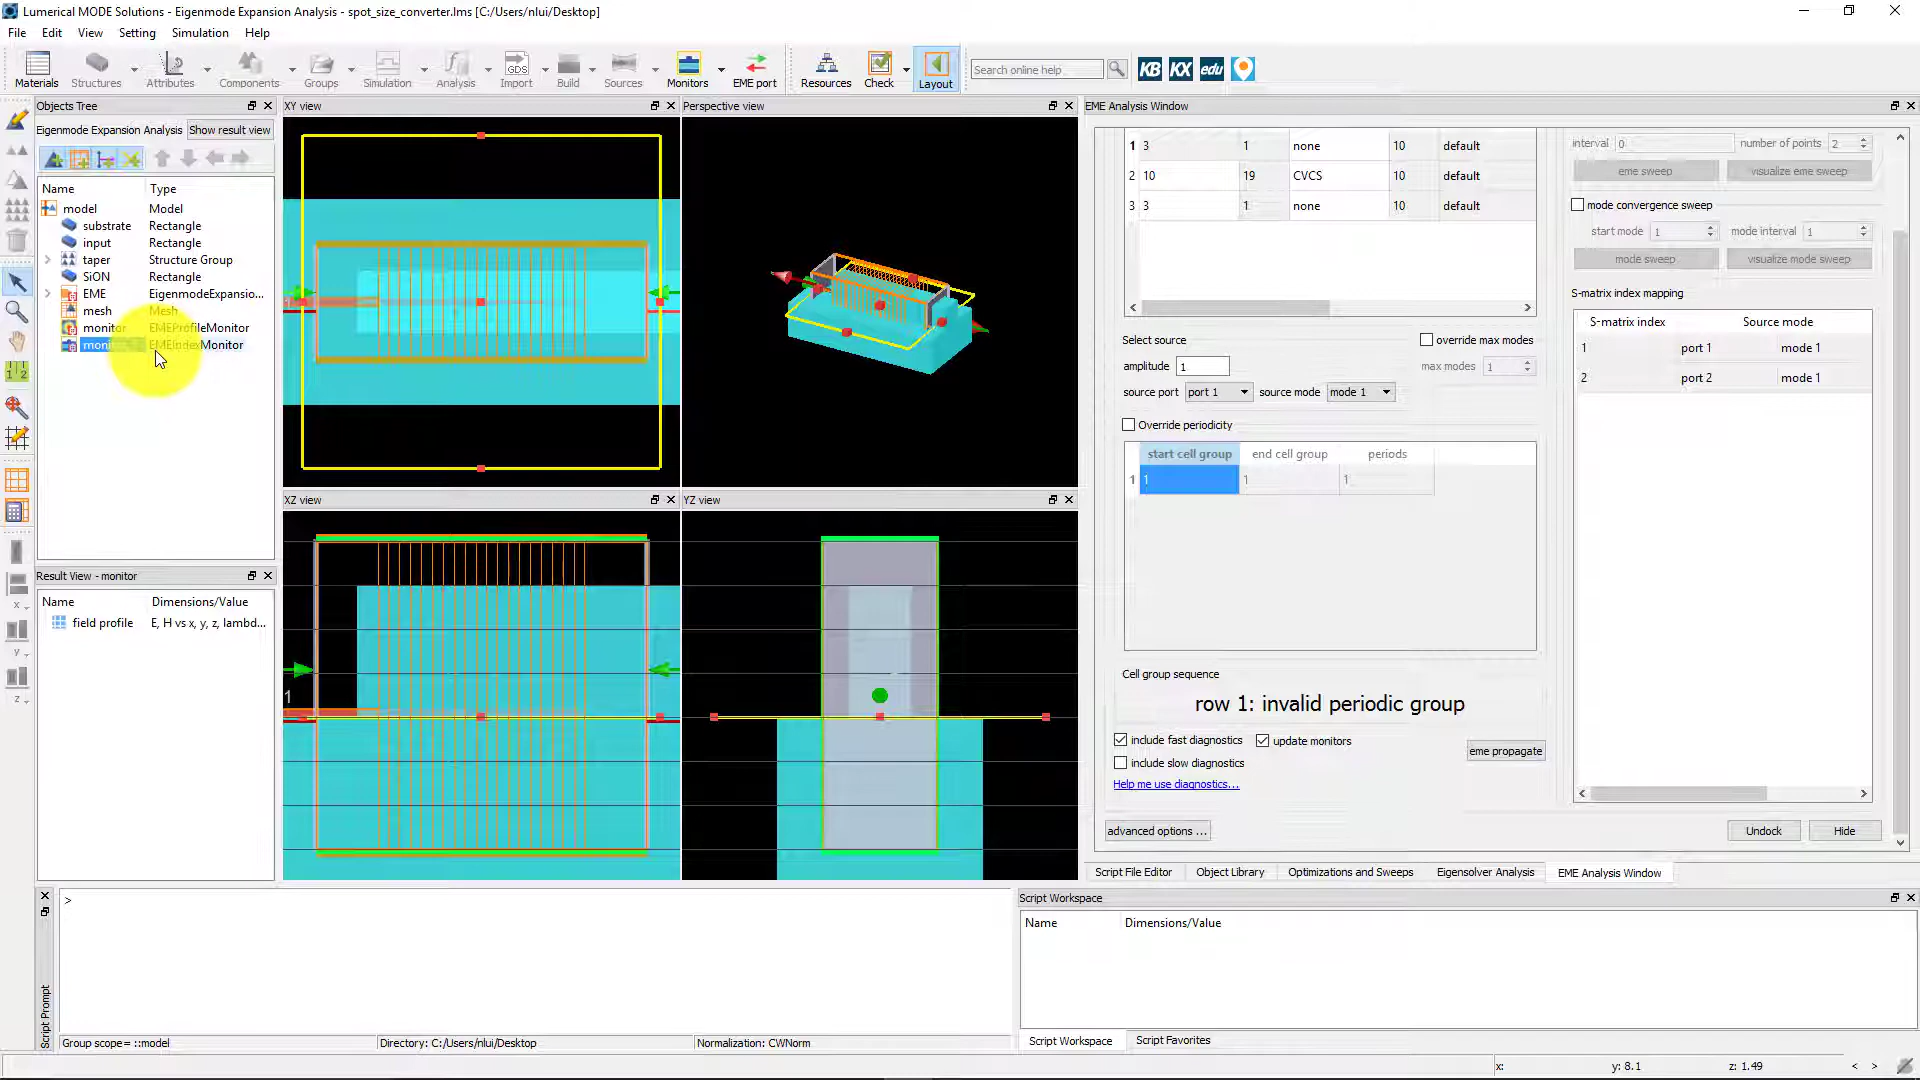 Lumerical MODE Solutions - Eigenmode Expansion Analysis - spot_size_converter.lms [C:/Users/nlui/Desktop]
File Edit View Setting Simulation Help
Materials Structures Attributes Components Groups Simulation Analysis Import Build Sources Monitors EME port Resources Check Layout
GDS
Search online help
KB KX edu
Objects Tree
Eigenmode Expansion Analysis Show result view
Name Type
model Model
substrate Rectangle
input Rectangle
taper Structure Group
SiON Rectangle
EME EigenmodeExpansio...
mesh Mesh
monitor EMEProfileMonitor
EMEIndexMonitor
Result View - monitor
Name Dimensions/Value
field profile E, H vs x, y, z, lambd...
x
y
z
XY view
Perspective view
XZ view
1
YZ view
EME Analysis Window
1 3 1 none 10 default
2 10 19 CVCS 10 default
3 3 1 none 10 default
Select source
override max modes
amplitude 1
max modes 1
source port port 1 source mode mode 1
Override periodicity
start cell group end cell group periods
1 1 1 1
Cell group sequence
row 1: invalid periodic group
include fast diagnostics update monitors
eme propagate
include slow diagnostics
Help me use diagnostics...
advanced options ...
interval 0 number of points 2
eme sweep visualize eme sweep
mode convergence sweep
start mode 1 mode interval 1
mode sweep visualize mode sweep
S-matrix index mapping
S-matrix index Source mode
1 port 1 mode 1
2 port 2 mode 1
Undock Hide
Script File Editor Object Library Optimizations and Sweeps Eigensolver Analysis EME Analysis Window
Script Prompt
>
Group scope= ::model Directory: C:/Users/nlui/Desktop Normalization: CWNorm
Script Workspace
Name Dimensions/Value
Script Workspace Script Favorites
x: y: 8.1 z: 1.49